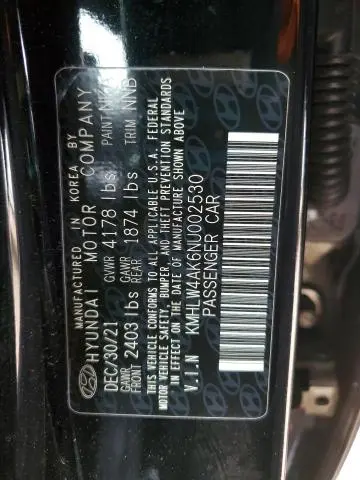 MANUFACTURED IN KOREA BY
HYUNDAI MOTOR COMPANY
DEC/30/21 GVWR 4178 lbs. PAINT
GAWR FRONT 2403 lbs GAWR REAR 1874 lbs TRIM NNB
THIS VEHICLE CONFORMS TO ALL APPLICABLE U.S.A. FEDERAL
MOTOR VEHICLE SAFETY, BUMPER, AND THEFT PREVENTION STANDARDS
IN EFFECT ON THE DATE OF MANUFACTURE SHOWN ABOVE
V.I.N KMHLW4AK6NU002530
PASSENGER CAR